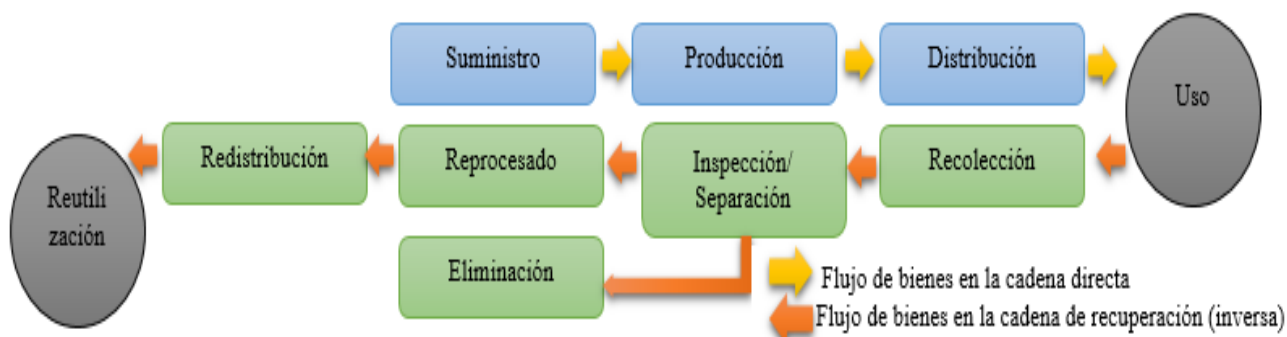 Suministro
Producción
Distribución
Uso
Redistribución
Reprocesado
Inspección/
Separación
Recolección
Reutili
zación
Eliminación
Flujo de bienes en la cadena directa
Flujo de bienes en la cadena de recuperación (inversa)